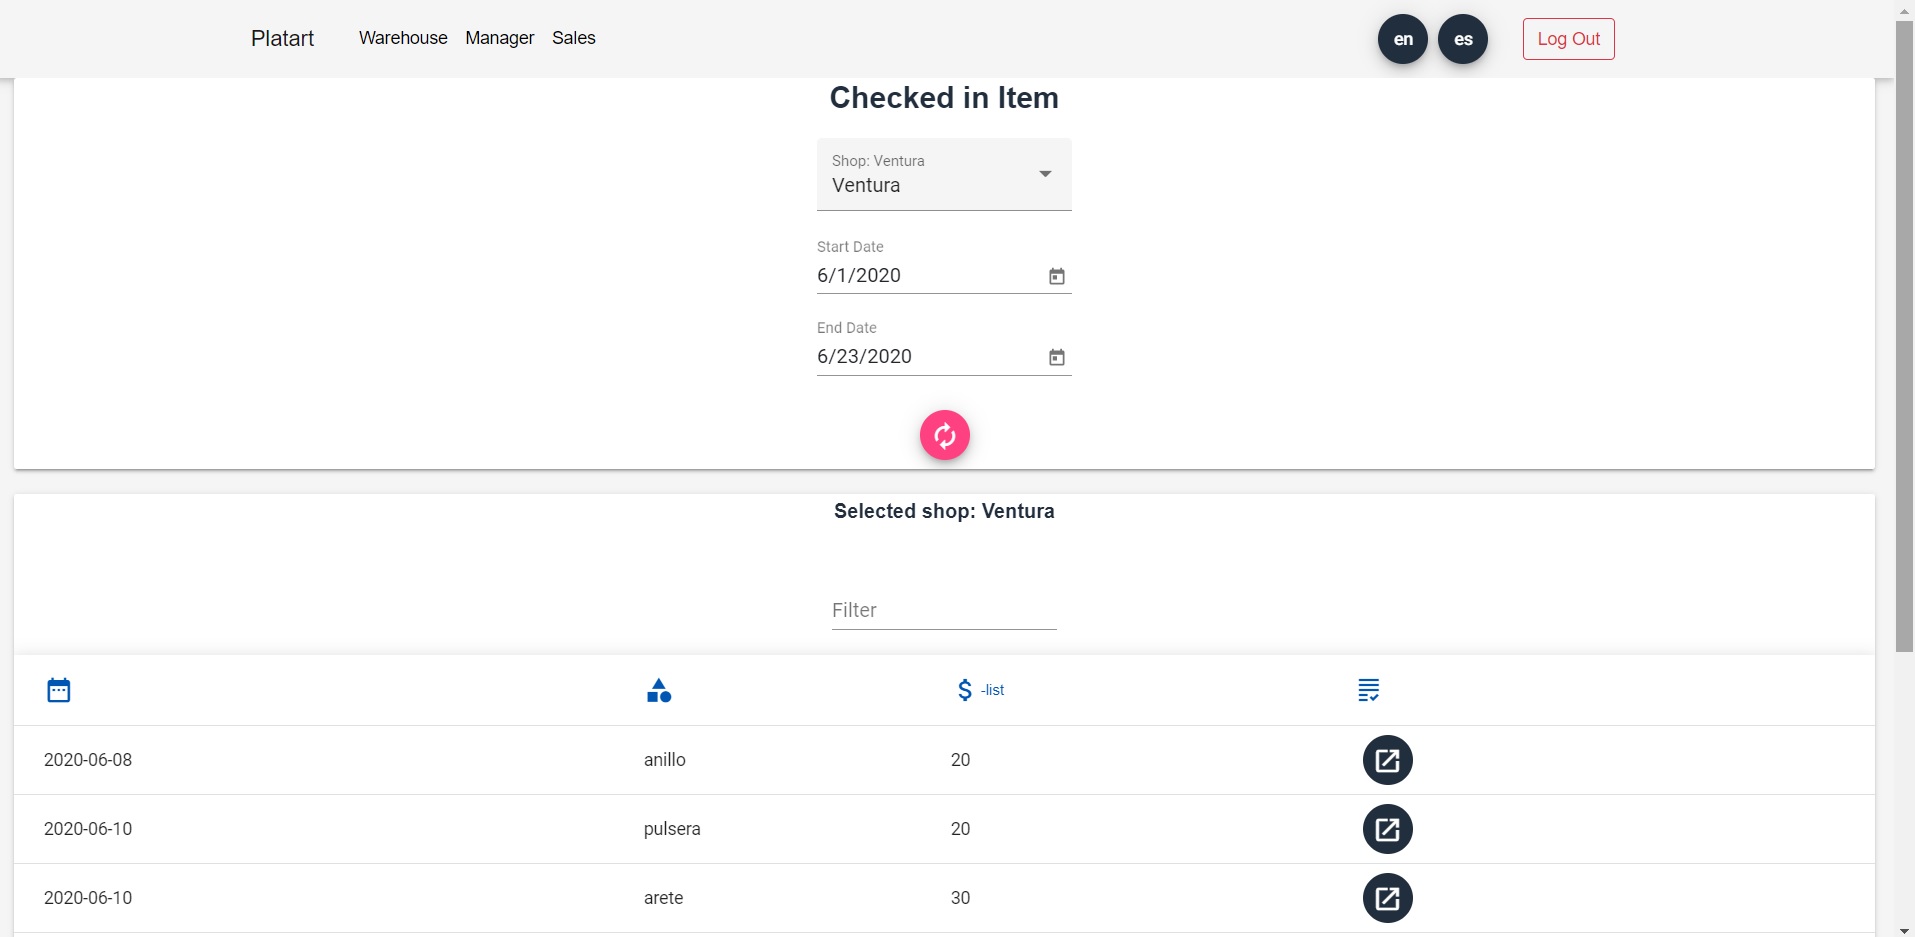 Platart Warehouse Manager Sales en es Log Out
Checked in Item
Shop: Ventura
Ventura
Start Date
6/1/2020
End Date
6/23/2020
Selected shop: Ventura
Filter
$ -list
2020-06-08 anillo 20
2020-06-10 pulsera 20
2020-06-10 arete 30